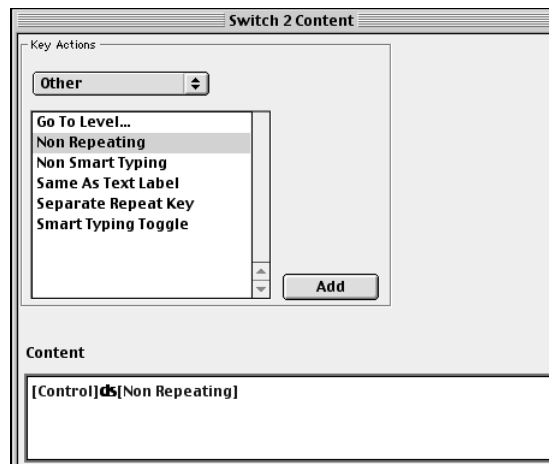 Switch 2 Content
Key Actions
Other
Go To Level...
Non Repeating
Non Smart Typing
Same As Text Label
Separate Repeat Key
Smart Typing Toggle
Add
Content
[Control]ds[Non Repeating]